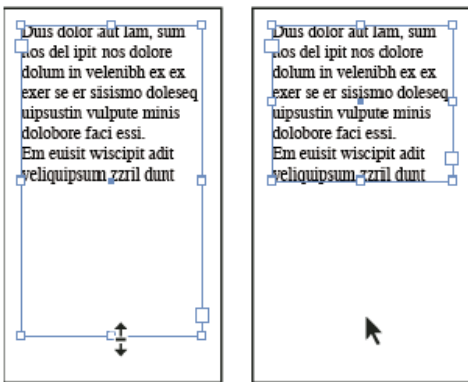 Duis dolor aut lam, sum
nos del ipit nos dolore
dolum in velenibh ex ex
exer se er sisismo doleseq
uipsustin vulpute minis
dolobore faci essi.
Em euisit wiscipit adit
veliquipsum zzril dunt
Duis dolor aut lam, sum
nos del ipit nos dolore
dolum in velenibh ex ex
exer se er sisismo doleseq
uipsustin vulpute minis
dolobore faci essi.
Em euisit wiscipit adit
veliquipsum zzril dunt